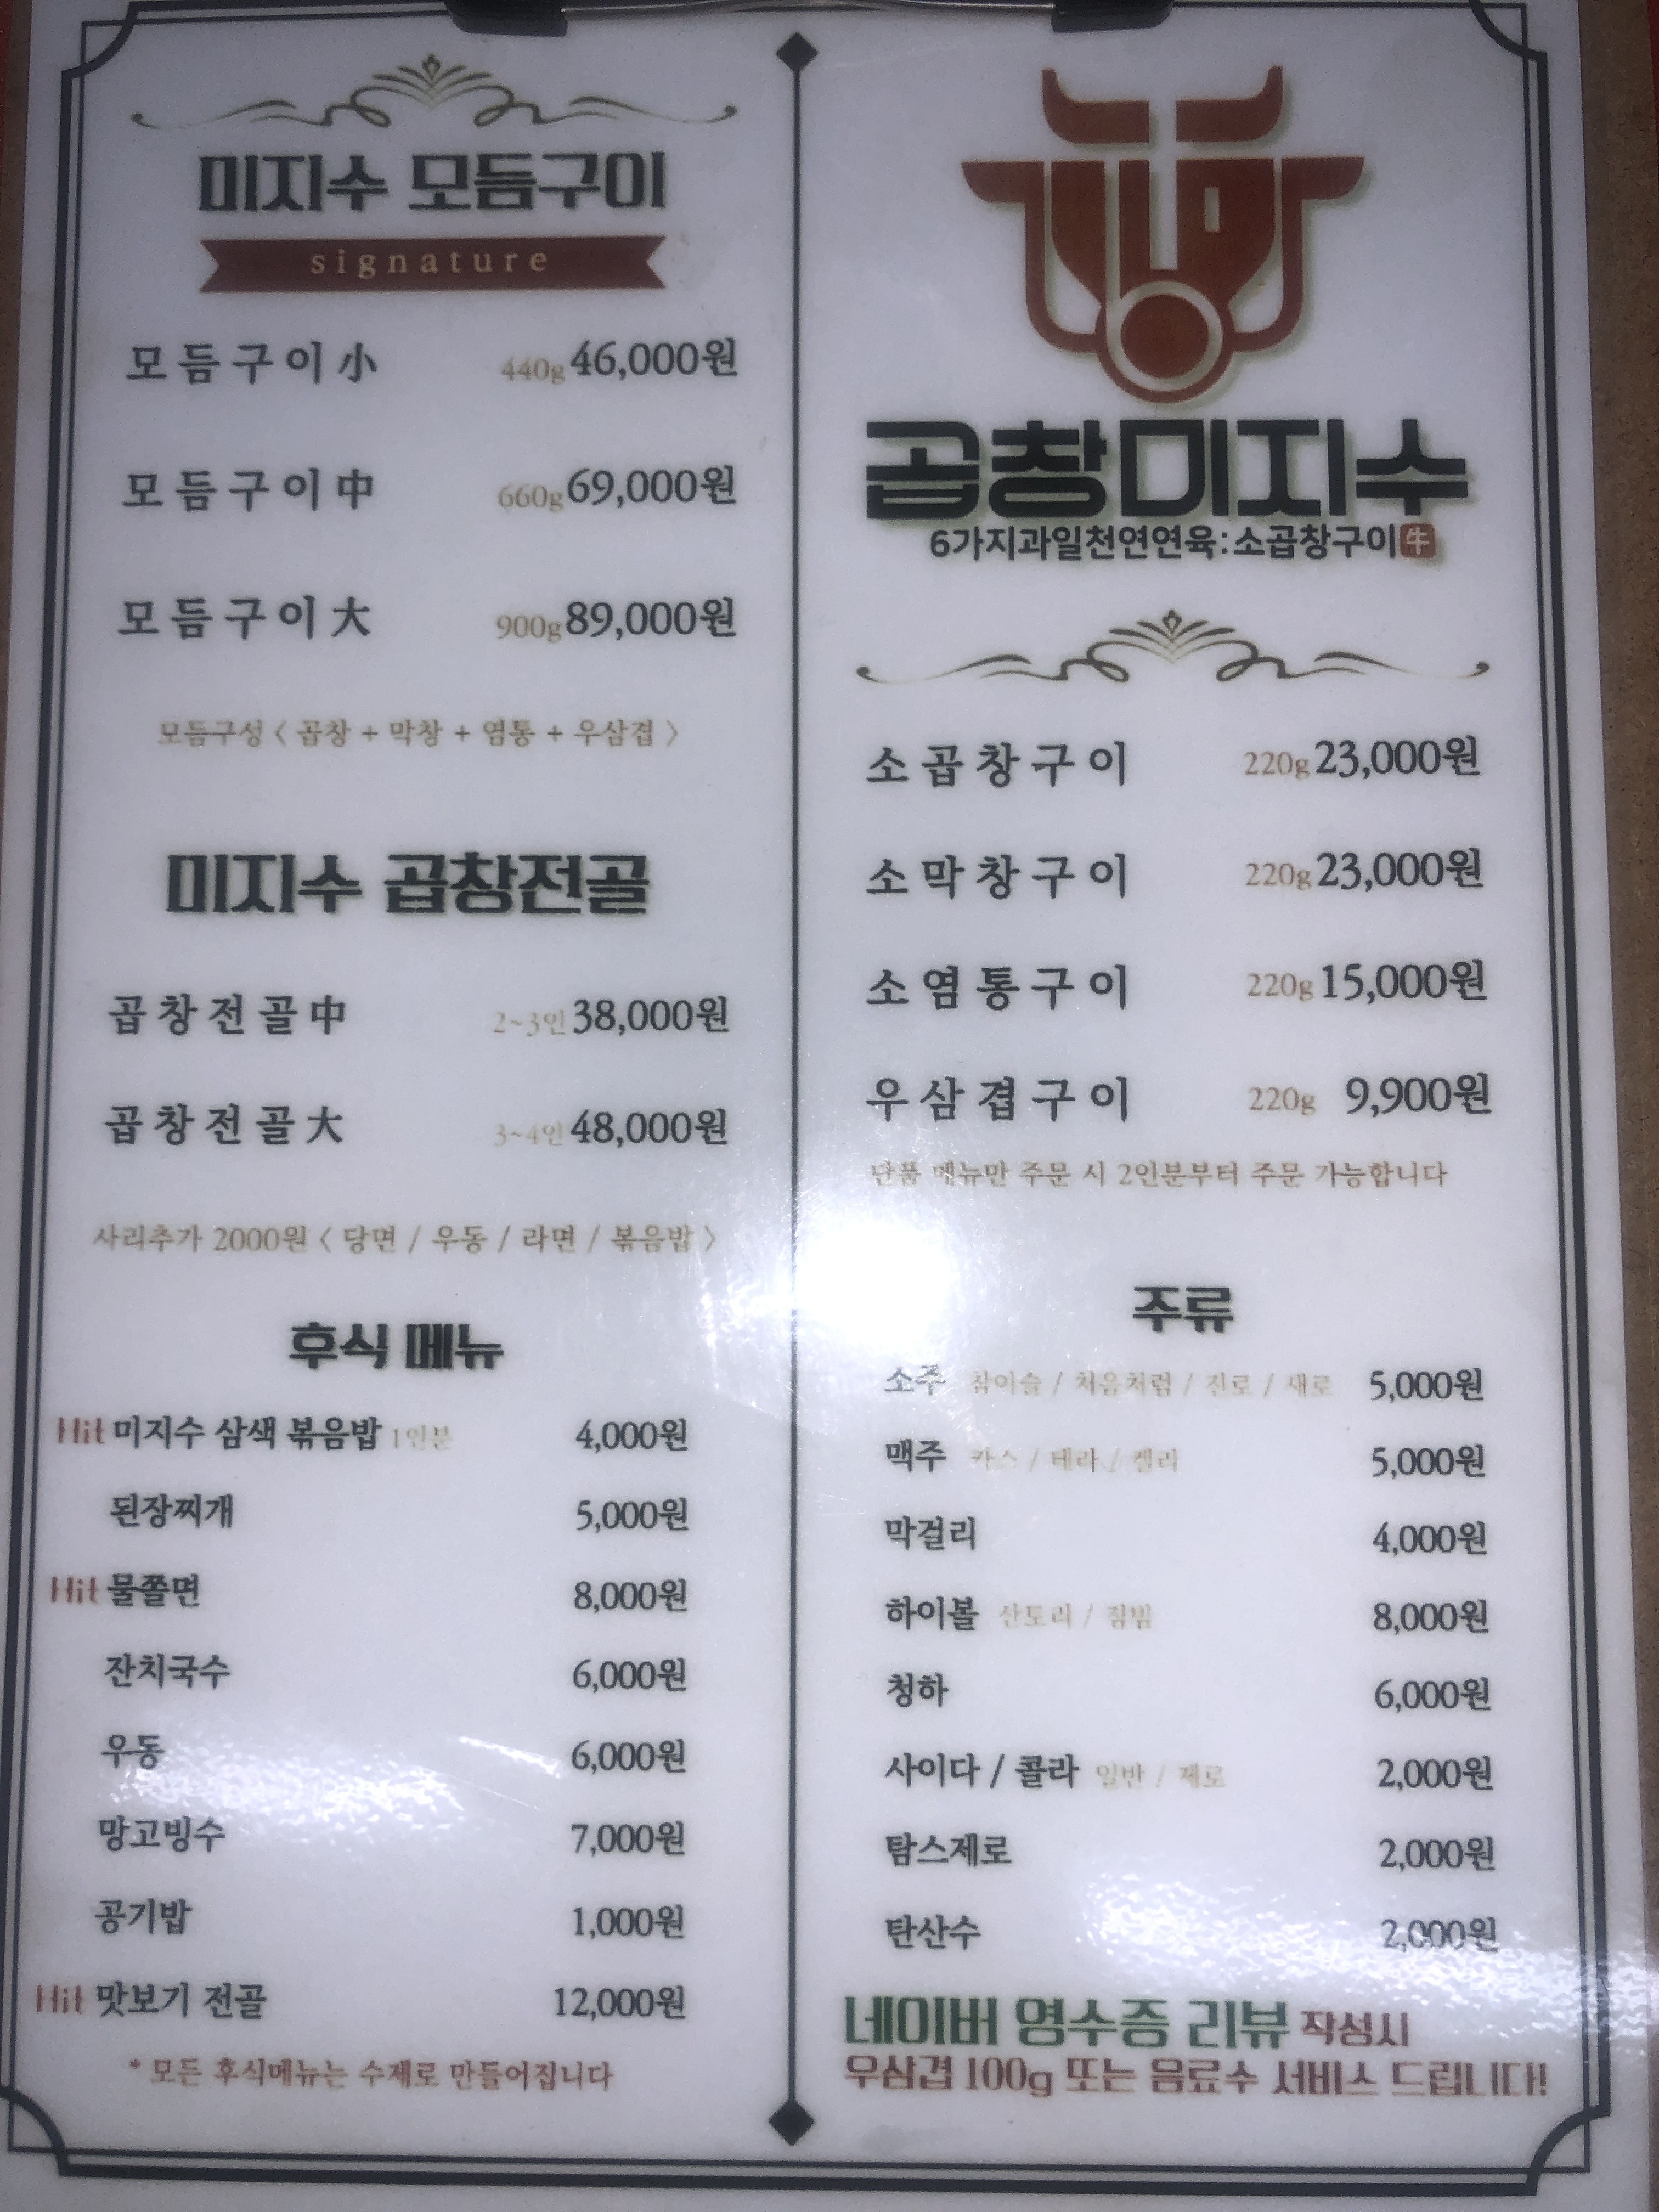 미지수 모듬구이
signature
모듬구이小 440g 46,000원
모듬구이中 660g 69,000원
모듬구이大 900g 89,000원
모듬구성 < 곱창 + 막창 + 염통 + 우삼겹 >
미지수 곱창전골
곱창전골中 2~3인 38,000원
곱창전골大 3~4인 48,000원
사리추가 2000원 < 당면 / 우동 / 라면 / 볶음밥 >
후식 메뉴
Hit 미지수 삼색 볶음밥 1인분 4,000원
된장찌개 5,000원
Hit 물쫄면 8,000원
잔치국수 6,000원
우동 6,000원
망고빙수 7,000원
공기밥 1,000원
Hit 맛보기 전골 12,000원
* 모든 후식메뉴는 수제로 만들어집니다
곱창미지수
6가지과일천연연육:소곱창구이牛
소곱창구이 220g 23,000원
소막창구이 220g 23,000원
소염통구이 220g 15,000원
우삼겹구이 220g 9,900원
단품 메뉴만 주문 시 2인분부터 주문 가능합니다
주류
소주 참이슬 / 처음처럼 / 진로 / 새로 5,000원
맥주 카스 / 테라 / 켈리 5,000원
막걸리 4,000원
하이볼 산토리 / 짐빔 8,000원
청하 6,000원
사이다 / 콜라 일반 / 제로 2,000원
탐스제로 2,000원
탄산수 2,000원
네이버 영수증 리뷰 작성시
우삼겹 100g 또는 음료수 서비스 드립니다!